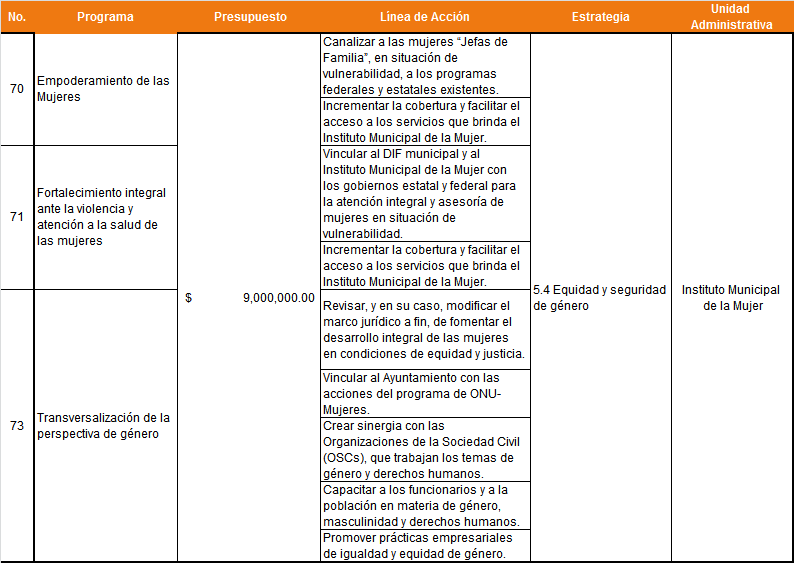 No.
Programa
Presupuesto
Línea de Acción
Estrategia
Unidad
Administrativa
70
Empoderamiento de las
Mujeres
Canalizar a las mujeres “Jefas de
Familia”, en situación de
vulnerabilidad, a los programas
federales y estatales existentes.
Incrementar la cobertura y facilitar el
acceso a los servicios que brinda el
Instituto Municipal de la Mujer.
71
Fortalecimiento integral
ante la violencia y
atención a la salud de
las mujeres
Vincular al DIF municipal y al
Instituto Municipal de la Mujer con
los gobiernos estatal y federal para
la atención integral y asesoría de
mujeres en situación de
vulnerabilidad.
Incrementar la cobertura y facilitar el
acceso a los servicios que brinda el
Instituto Municipal de la Mujer.
$ 9,000,000.00
5.4 Equidad y seguridad
de género
Instituto Municipal
de la Mujer
73
Transversalización de la
perspectiva de género
Revisar, y en su caso, modificar el
marco jurídico a fin, de fomentar el
desarrollo integral de las mujeres
en condiciones de equidad y justicia.
Vincular al Ayuntamiento con las
acciones del programa de ONU-
Mujeres.
Crear sinergia con las
Organizaciones de la Sociedad Civil
(OSCs), que trabajan los temas de
género y derechos humanos.
Capacitar a los funcionarios y a la
población en materia de género,
masculinidad y derechos humanos.
Promover prácticas empresariales
de igualdad y equidad de género.